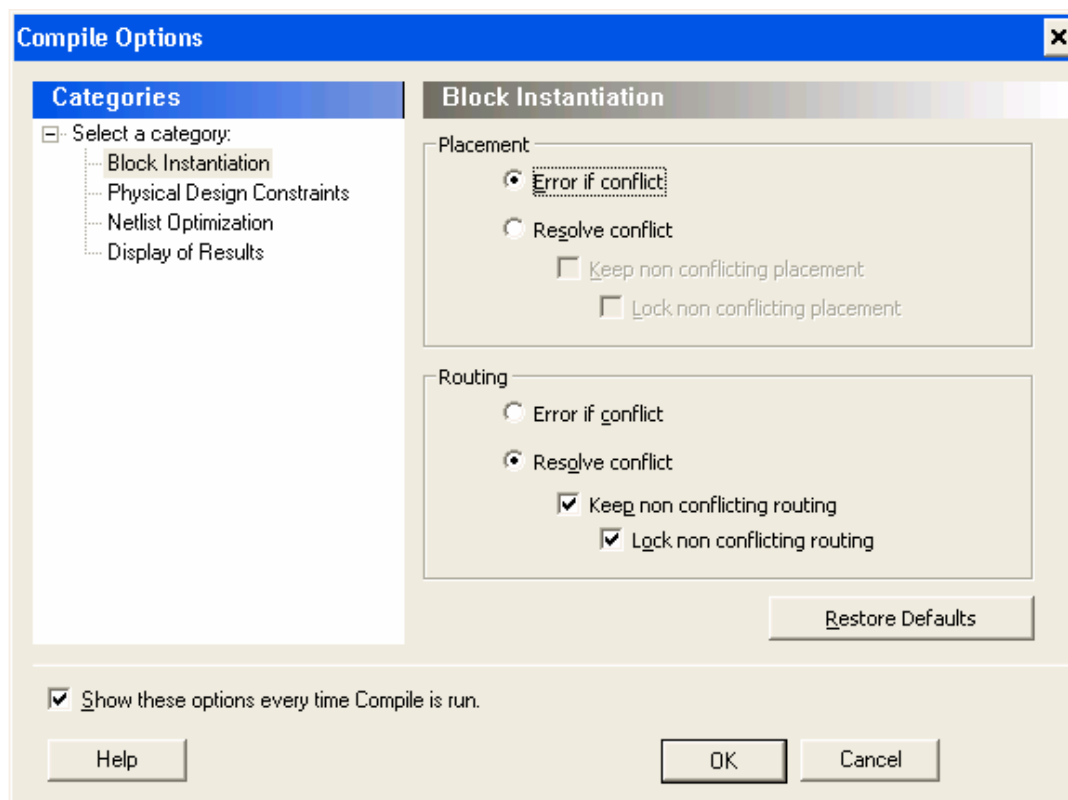 Compile Options
Categories
Select a category:
Block Instantiation
Physical Design Constraints
Netlist Optimization
Display of Results
Block Instantiation
Placement
Error if conflict
Resolve conflict
Keep non conflicting placement
Lock non conflicting placement
Routing
Error if conflict
Resolve conflict
Keep non conflicting routing
Lock non conflicting routing
Restore Defaults
Show these options every time Compile is run.
Help
OK
Cancel